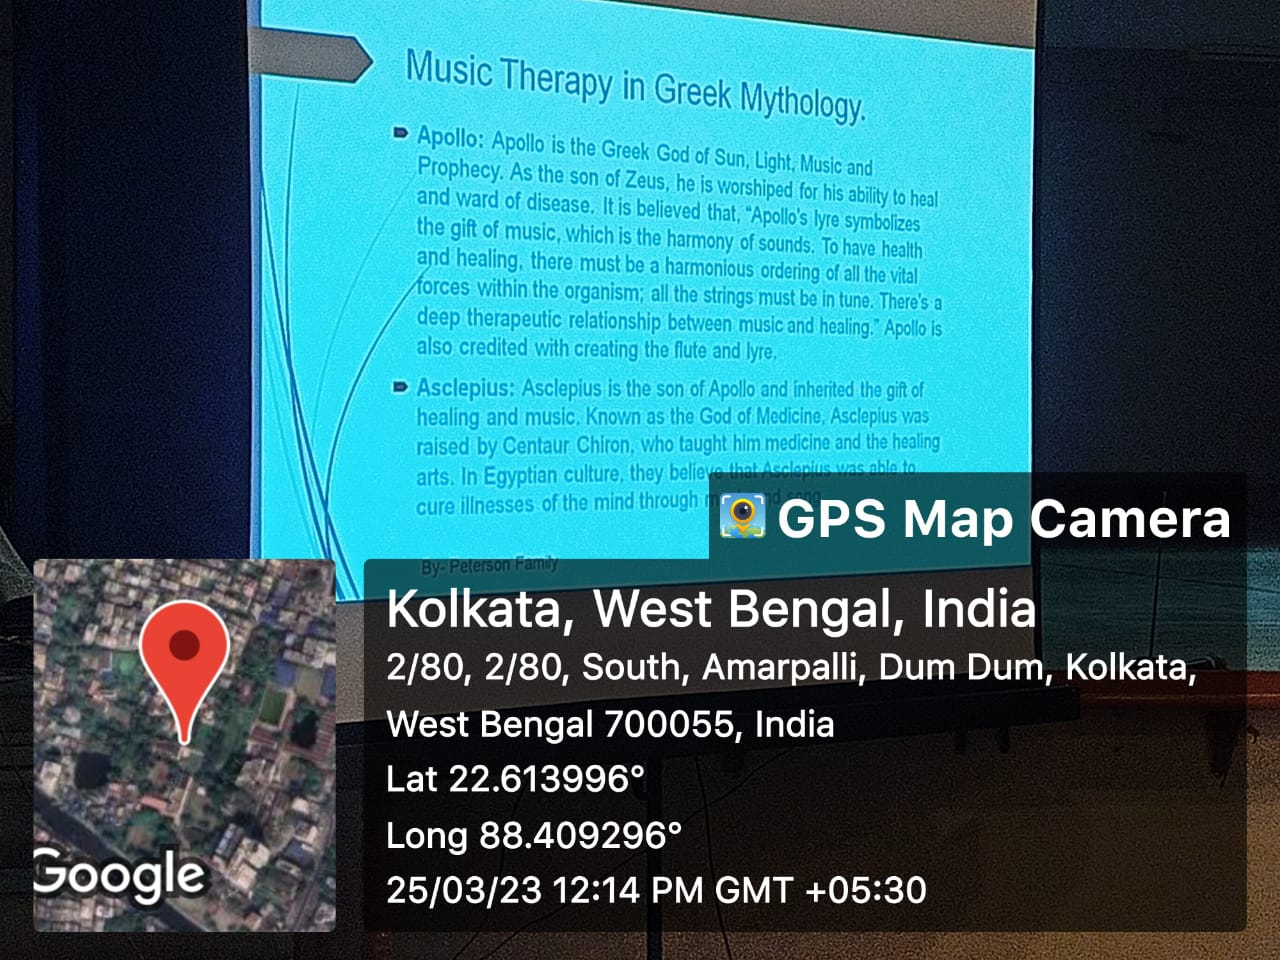 Music Therapy in Greek Mythology.
Apollo: Apollo is the Greek God of Sun, Light, Music and
Prophecy. As the son of Zeus, he is worshiped for his ability to heal
and ward of disease. It is believed that, “Apollo's lyre symbolizes
the gift of music, which is the harmony of sounds. To have health
and healing, there must be a harmonious ordering of all the vital
forces within the organism; all the strings must be in tune. There's a
deep therapeutic relationship between music and healing.” Apollo is
also credited with creating the flute and lyre.
Asclepius: Asclepius is the son of Apollo and inherited the gift of
healing and music. Known as the God of Medicine, Asclepius was
raised by Centaur Chiron, who taught him medicine and the healing
arts. In Egyptian culture, they believe that Asclepius was able to
cure illnesses of the mind through song
By- Peterson Family
GPS Map Camera
Kolkata, West Bengal, India
2/80, 2/80, South, Amarpalli, Dum Dum, Kolkata,
West Bengal 700055, India
Lat 22.613996°
Long 88.409296°
25/03/23 12:14 PM GMT +05:30
Google